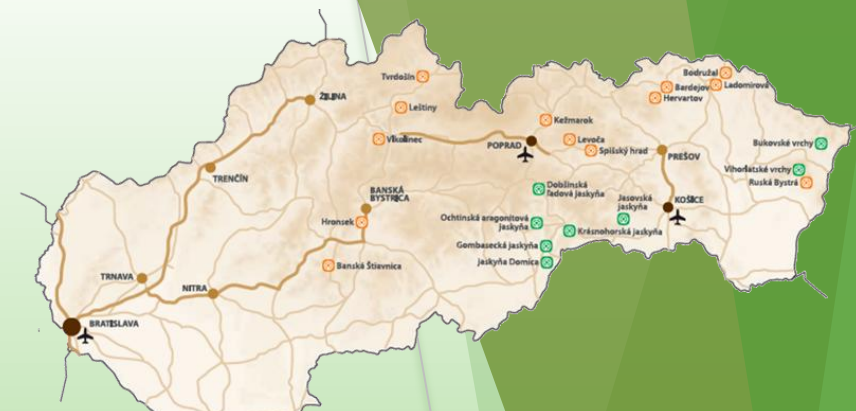 Tvrdošín
Leštiny
Vlkolínec
TRENČÍN
BANSKÁ
BYSTRICA
Hronsek
Banská Štiavnica
TRNAVA
NITRA
BRATISLAVA
Kežmarok
POPRAD
Levoča
Spišský hrad
PREŠOV
Bodružal
Ladomirová
Bardejov
Hervartov
Bukovské vrchy
Vihorlatské vrchy
Ruská Bystrá
KOŠICE
Jasovská
jaskyňa
Dobšinská
ľadová jaskyňa
Ochtinská aragonitová
jaskyňa
Krásnohorská jaskyňa
Gombasecká jaskyňa
jaskyňa Domica